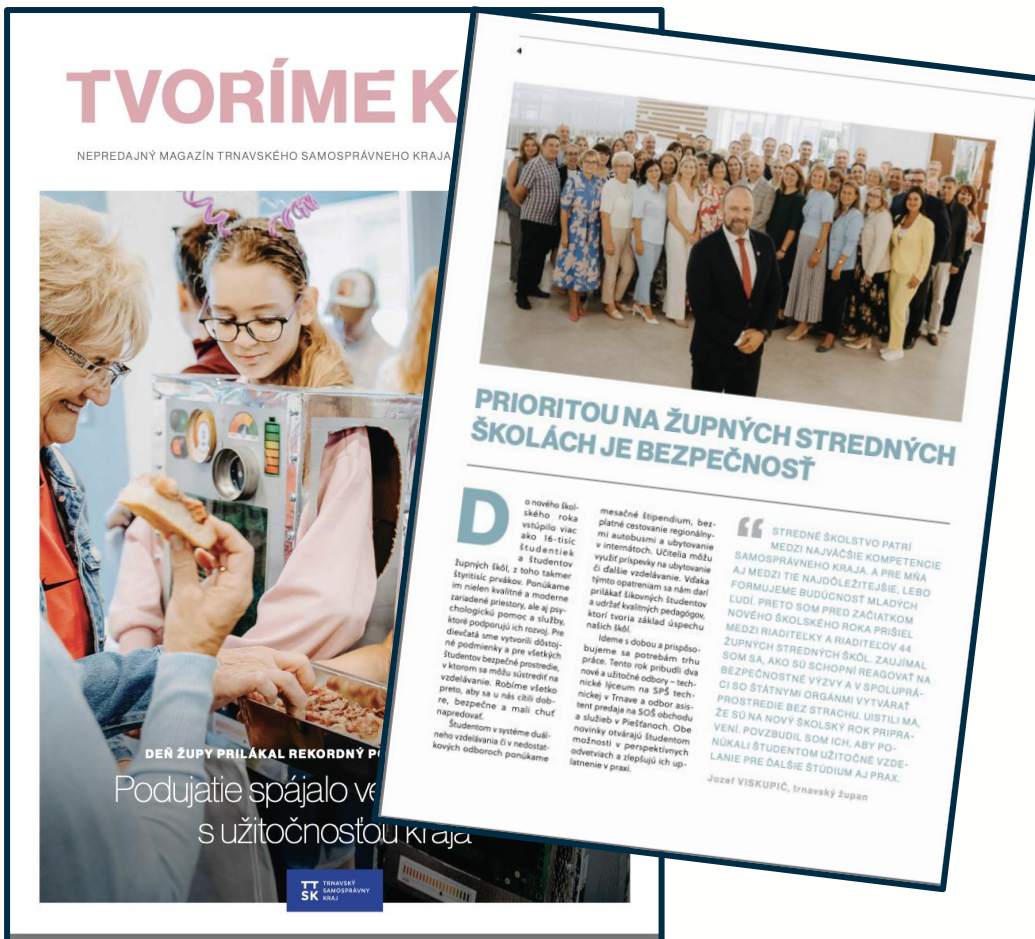 TVORÍME K
NEPREDAJNÝ MAGAZÍN TRNAVSKÉHO SAMOSPRÁVNEHO KRAJA
DEŇ ŽUPY PRILÁKAL REKORDNÝ
Podujatie spájalo
s užitočnosťou kraja
TT
SK
TRNAVSKÝ
SAMOSPRÁVNY
KRAJ
4
PRIORITOU NA ŽUPNÝCH STREDNÝCH
ŠKOLÁCH JE BEZPEČNOSŤ
Do nového škol-
ského roka
vstúpilo viac
ako 16-tisíc
študentiek
a študentov
župných škôl, z toho takmer
štyritisíc prvákov. Ponúkame
im nielen kvalitné a moderne
zariadené priestory, ale aj psy-
chologickú pomoc a služby,
ktoré podporujú ich rozvoj. Pre
dievčatá sme vytvorili dôstoj-
né podmienky a pre všetkých
študentov bezpečné prostredie,
v ktorom sa môžu sústrediť na
vzdelávanie. Robíme všetko
preto, aby sa u nás cítili dob-
re, bezpečne a mali chuť
napredovať.
Študentom v systéme duál-
neho vzdelávania či v nedostat-
kových odboroch ponúkame
mesačné štipendium, bez-
platné cestovanie regionálny-
mi autobusmi a ubytovanie
v internátoch. Učitelia môžu
využiť príspevky na ubytovanie
či ďalšie vzdelávanie. Vďaka
týmto opatreniam sa nám darí
prilákať šikovných študentov
a udržať kvalitných pedagógov,
ktorí tvoria základ úspechu
našich škôl.
Ideme s dobou a prispôso-
bujeme sa potrebám trhu
práce. Tento rok pribudli dva
nové a užitočné odbory – tech-
nické lýceum na SPŠ tech-
nickej v Trnave a odbor asis-
tent predaja na SOŠ obchodu
a služieb v Piešťanoch. Obe
novinky otvárajú študentom
možnosti v perspektívnych
odvetviach a zlepšujú ich up-
latnenie v praxi.
“ STREDNÉ ŠKOLSTVO PATRÍ
MEDZI NAJVÄČŠIE KOMPETENCIE
SAMOSPRÁVNEHO KRAJA. A PRE MŇA
AJ MEDZI TIE NAJDÔLEŽITEJŠIE, LEBO
FORMUJEME BUDÚCNOSŤ MLADÝCH
ĽUDÍ. PRETO SOM PRED ZAČIATKOM
NOVÉHO ŠKOLSKÉHO ROKA PRIŠIEL
MEDZI RIADITEĽKY A RIADITEĽOV 44
ŽUPNÝCH STREDNÝCH ŠKÔL. ZAUJÍMAL
SOM SA, AKO SÚ SCHOPNÍ REAGOVAŤ NA
BEZPEČNOSTNÉ VÝZVY A V SPOLUPRÁ-
CI SO ŠTÁTNYMI ORGÁNMI VYTVÁRAŤ
PROSTREDIE BEZ STRACHU. UISTILI MA,
ŽE SÚ NA NOVÝ ŠKOLSKÝ ROK PRIPRA-
VENÍ. POVZBUDIL SOM ICH, ABY PO-
NÚKALI ŠTUDENTOM UŽITOČNÉ VZDE-
LANIE PRE ĎALŠIE ŠTÚDIUM AJ PRAX.
Jozef VISKUPIČ, trnavský župan